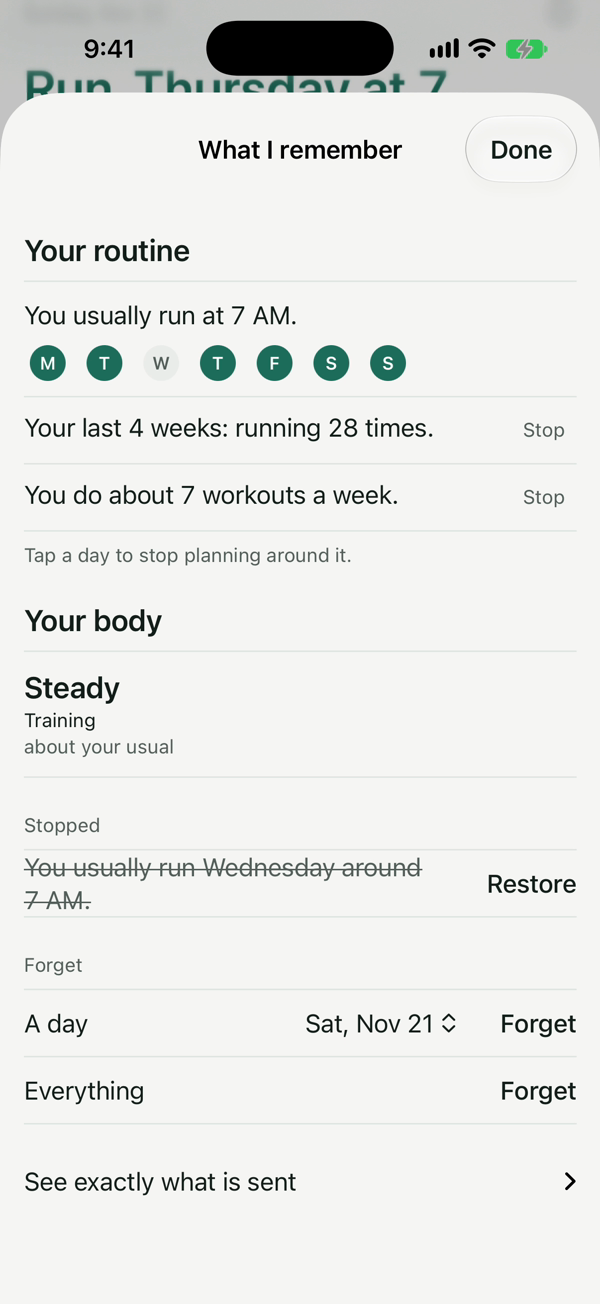 9:41
Run, Thursday at 7
What I remember
Done
Your routine
You usually run at 7 AM.
M T W T F S S
Your last 4 weeks: running 28 times.
Stop
You do about 7 workouts a week.
Stop
Tap a day to stop planning around it.
Your body
Steady
Training
about your usual
Stopped
You usually run Wednesday around
7 AM.
Restore
Forget
A day
Sat, Nov 21
Forget
Everything
Forget
See exactly what is sent